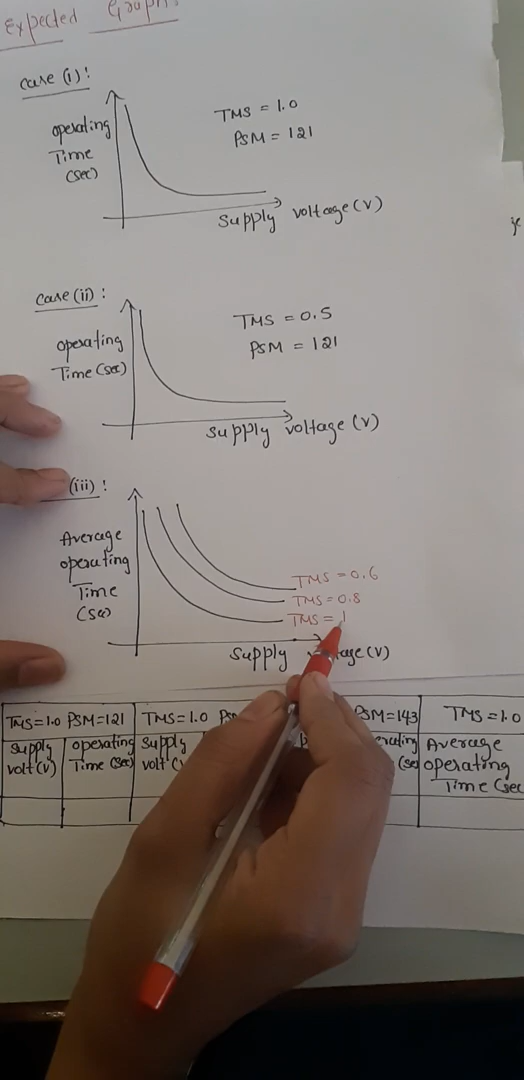 Expected Graphs
case (i):
TMS = 1.0
PSM = 121
operating
Time
(sec)
supply voltage (v)
case (ii):
TMS = 0.5
PSM = 121
operating
Time (sec)
supply voltage (v)
(iii):
Average
operating
Time
(sec)
TMS = 0.6
TMS = 0.8
TMS = 1
supply
(v)
TMS=1.0 PSM=121 TMS=1.0 PSM=143 TMS=1.0
supply operating supply Average
volt(v) Time (sec) volt(v) (sec operating
Time (sec